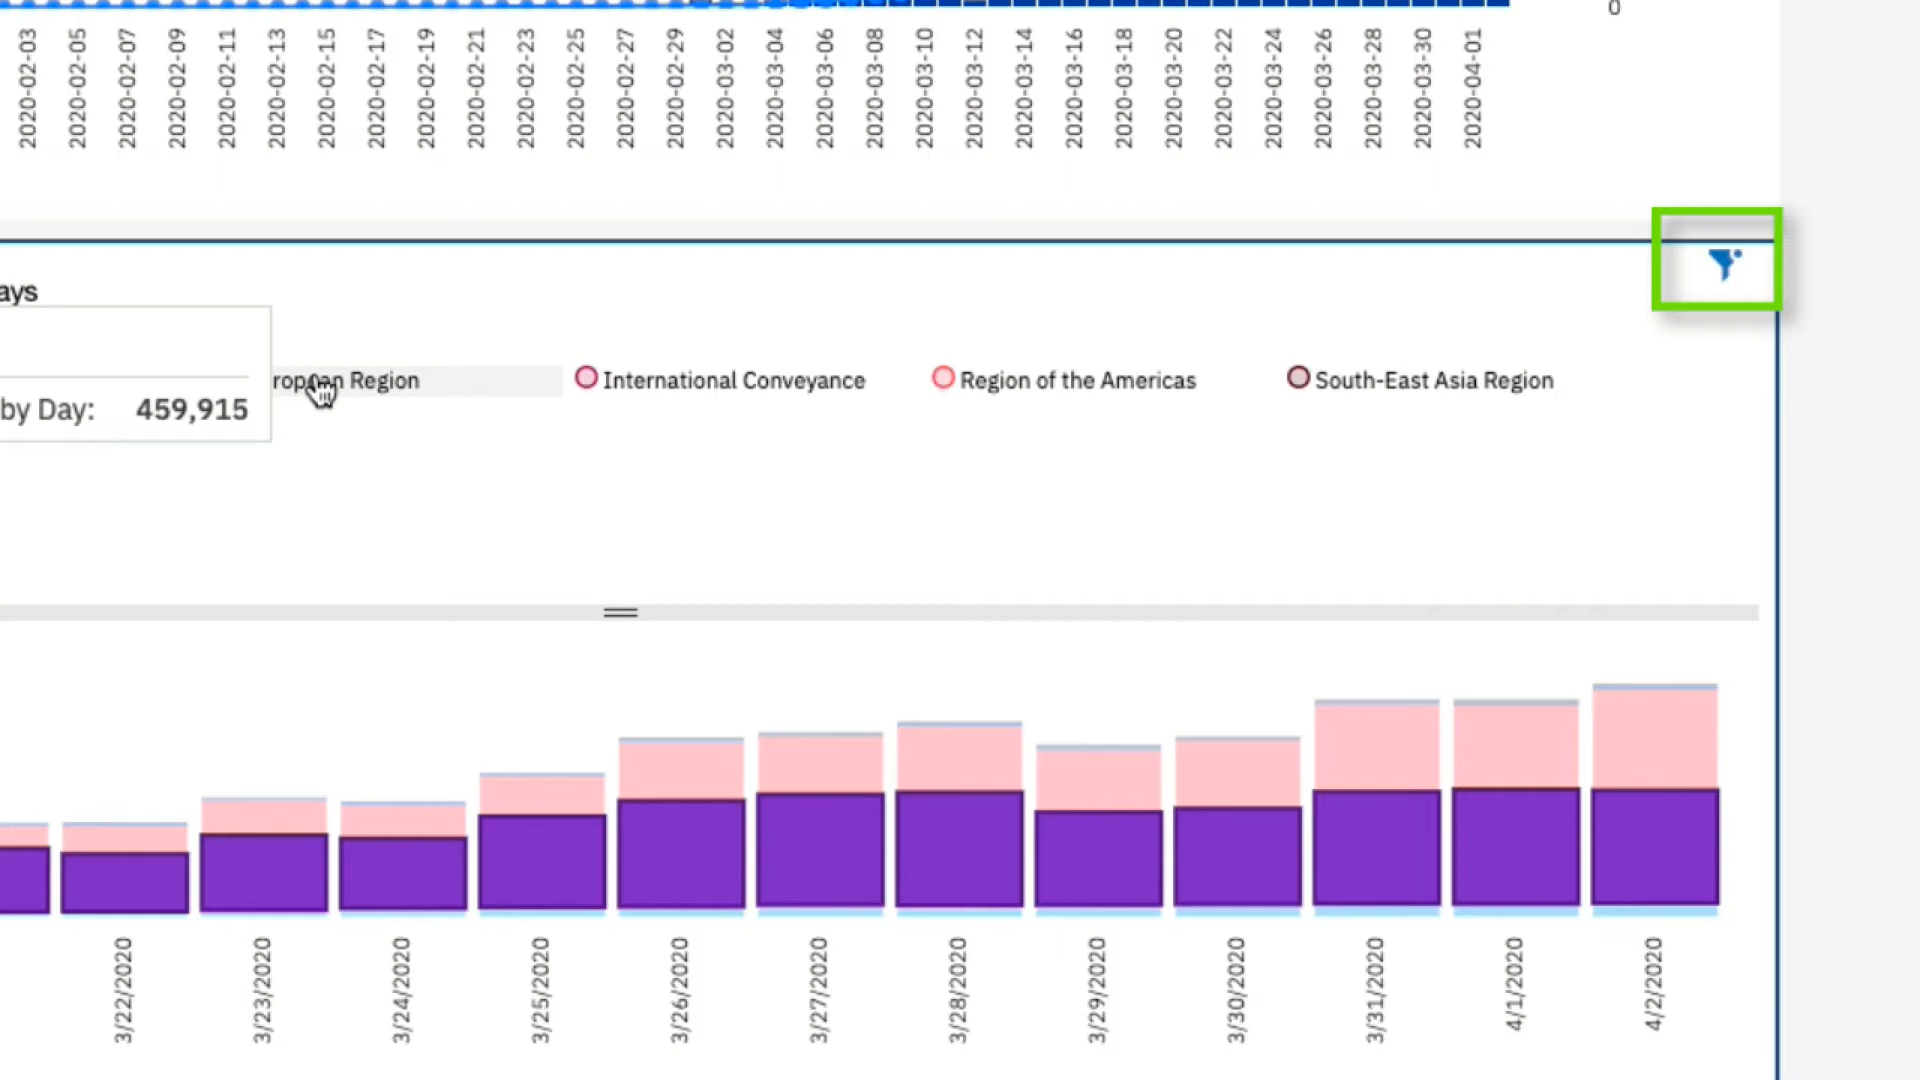 0
2020-02-03 2020-02-05 2020-02-07 2020-02-09 2020-02-11 2020-02-13 2020-02-15 2020-02-17 2020-02-19 2020-02-21 2020-02-23 2020-02-25 2020-02-27 2020-02-29 2020-03-02 2020-03-04 2020-03-06 2020-03-08 2020-03-10 2020-03-12 2020-03-14 2020-03-16 2020-03-18 2020-03-20 2020-03-22 2020-03-24 2020-03-26 2020-03-28 2020-03-30 2020-04-01
ays
ropean Region International Conveyance Region of the Americas South-East Asia Region
by Day: 459,915
3/22/2020 3/23/2020 3/24/2020 3/25/2020 3/26/2020 3/27/2020 3/28/2020 3/29/2020 3/30/2020 3/31/2020 4/1/2020 4/2/2020